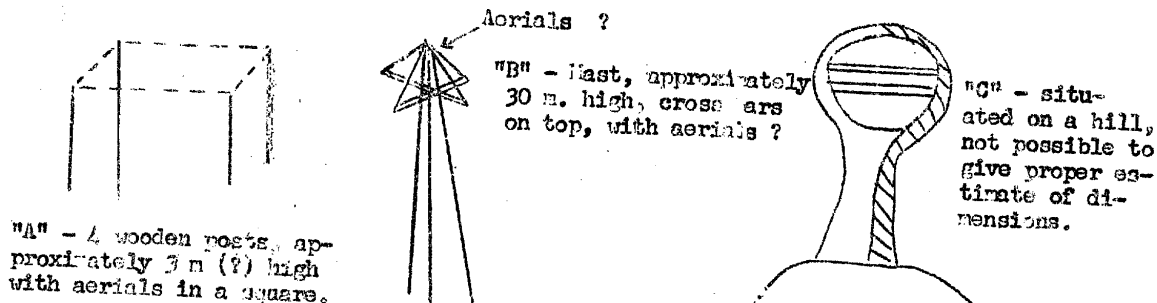 Aerials ?
"B" - Mast, approximately
30 m. high, cross ars
on top, with aerials ?
"C" - situ-
ated on a hill,
not possible to
give proper es-
timate of di-
mensions.
"A" - 4 wooden posts, ap-
proximately 3 m (?) high
with aerials in a square.